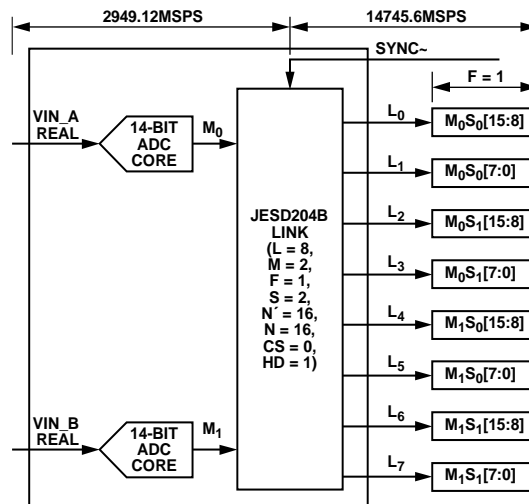 2949.12MSPS
14745.6MSPS
SYNC~
F = 1
VIN_A
REAL
14-BIT
ADC
CORE
M0
L0
M0S0[15:8]
L1
M0S0[7:0]
L2
M0S1[15:8]
L3
M0S1[7:0]
JESD204B
LINK
(L = 8,
M = 2,
F = 1,
S = 2,
N´ = 16,
N = 16,
CS = 0,
HD = 1)
L4
M1S0[15:8]
L5
M1S0[7:0]
L6
M1S1[15:8]
L7
M1S1[7:0]
VIN_B
REAL
14-BIT
ADC
CORE
M1